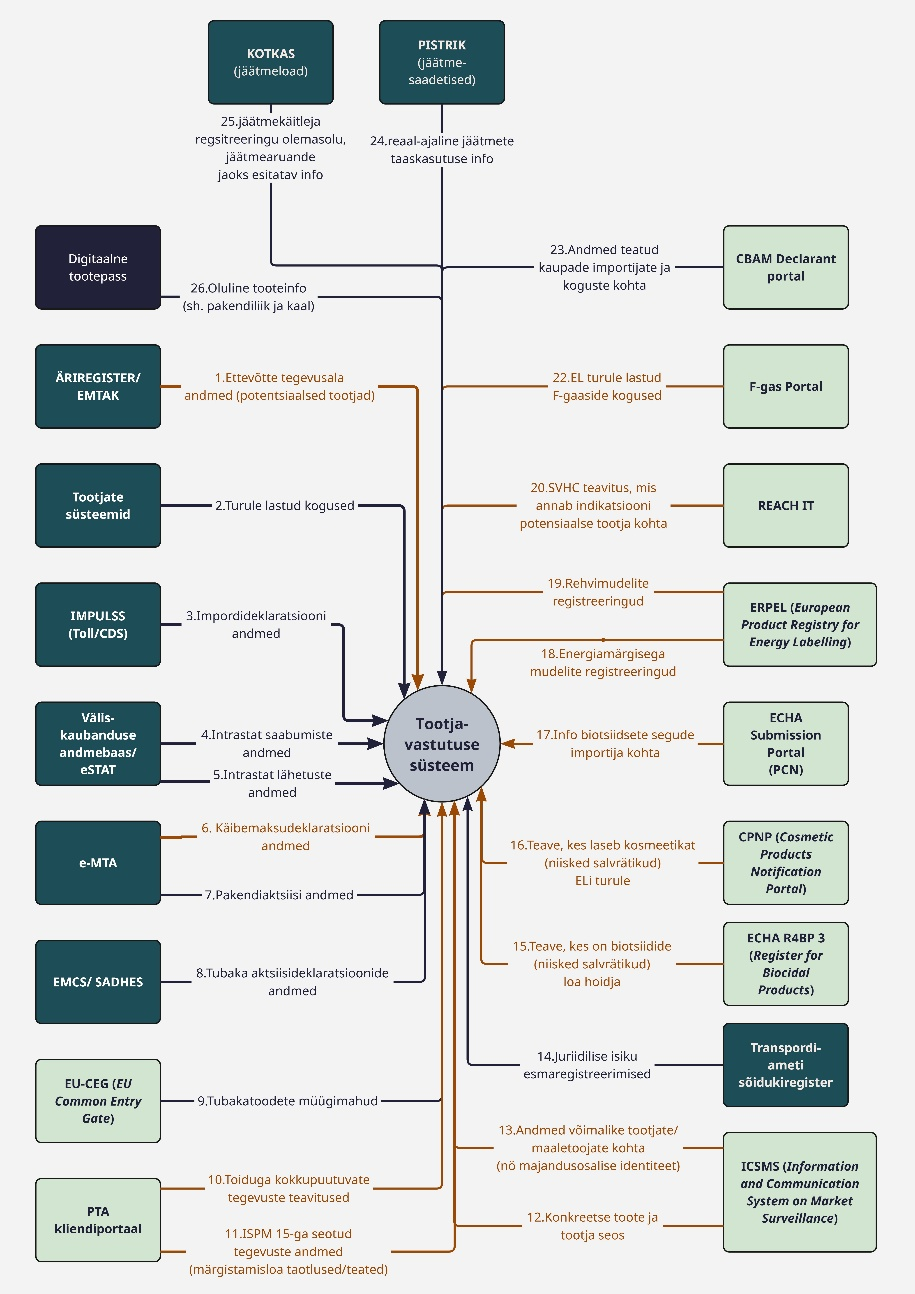 KOTKAS
(jäätmeload)
PISTRIK
(jäätme-
saadetised)
25.jäätmekäitleja
regsitreeringu olemasolu,
jäätmearuande
jaoks esitatav info
24.reaal-ajaline jäätmete
taaskasutuse info
Digitaalne
tootepass
26.Oluline tooteinfo
(sh. pakendiliik ja kaal)
23.Andmed teatud
kaupade importijate ja
koguste kohta
CBAM Declarant
portal
ÄRIREGISTER/
EMTAK
1.Ettevõtte tegevusala
andmed (potentsiaalsed tootjad)
22.EL turule lastud
F-gaaside kogused
F-gas Portal
Tootjate
süsteemid
2.Turule lastud kogused
20.SVHC teavitus, mis
annab indikatsiooni
potensiaalse tootja kohta
REACH IT
IMPULSS
(Toll/CDS)
3.Impordideklaratsiooni
andmed
19.Rehvimudelite
registreeringud
18.Energiamärgisega
mudelite registreeringud
ERPEL (European
Product Registry for
Energy Labelling)
Välis-
kaubanduse
andmebaas/
eSTAT
4.Intrastat saabumiste
andmed
5.Intrastat lähetuste
andmed
Tootja-
vastutuse
süsteem
17.Info biotsiidsete segude
importija kohta
ECHA
Submission
Portal
(PCN)
e-MTA
6. Käibemaksudeklaratsiooni
andmed
7.Pakendiaktsiisi andmed
16.Teave, kes laseb kosmeetikat
(niisked salvrätikud)
ELi turule
CPNP (Cosmetic
Products
Notification
Portal)
EMCS/ SADHES
8.Tubaka aktsiisideklaratsioonide
andmed
15.Teave, kes on biotsiidide
(niisked salvrätikud)
loa hoidja
ECHA R4BP 3
(Register for
Biocidal
Products)
EU-CEG (EU
Common Entry
Gate)
9.Tubakatoodete müügimahud
14.Juriidilise isiku
esmaregistreerimised
Transpordi-
ameti
sõidukiregister
PTA
kliendiportaal
10.Toiduga kokkupuutuvate
tegevuste teavitused
11.ISPM 15-ga seotud
tegevuste andmed
(märgistamisloa taotlused/teated)
13.Andmed võimalike tootjate/
maaletoojate kohta
(nö majandusosalise identiteet)
12.Konkreetse toote ja
tootja seos
ICSMS (Information
and Communication
System on Market
Surveillance)